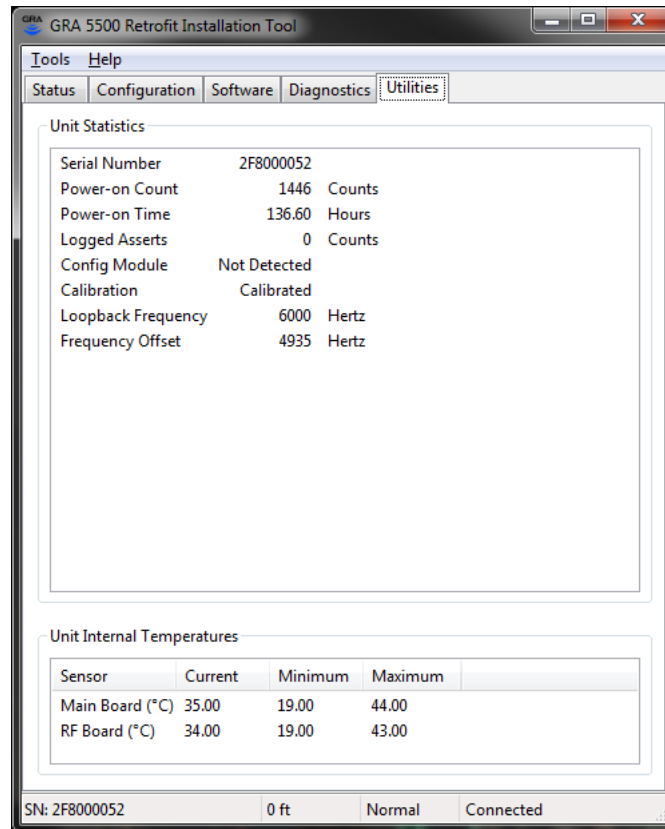 GRA GRA 5500 Retrofit Installation Tool
Tools Help
Status Configuration Software Diagnostics Utilities
Unit Statistics
Serial Number 2F8000052
Power-on Count 1446 Counts
Power-on Time 136.60 Hours
Logged Asserts 0 Counts
Config Module Not Detected
Calibration Calibrated
Loopback Frequency 6000 Hertz
Frequency Offset 4935 Hertz
Unit Internal Temperatures
Sensor Current Minimum Maximum
Main Board (°C) 35.00 19.00 44.00
RF Board (°C) 34.00 19.00 43.00
SN: 2F8000052 0 ft Normal Connected